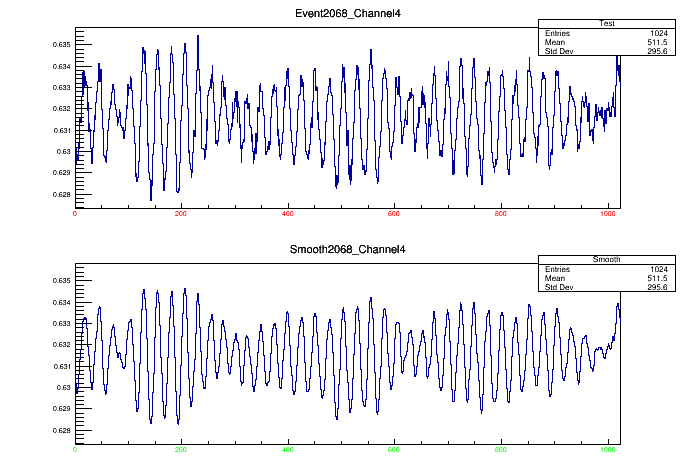 Event2068_Channel4
Test
Entries 1024
Mean 511.5
Std Dev 295.6
0.635
0.634
0.633
0.632
0.631
0.63
0.629
0.628
0 200 400 600 800 1000
Smooth2068_Channel4
Smooth
Entries 1024
Mean 511.5
Std Dev 295.6
0.635
0.634
0.633
0.632
0.631
0.63
0.629
0.628
0 200 400 600 800 1000